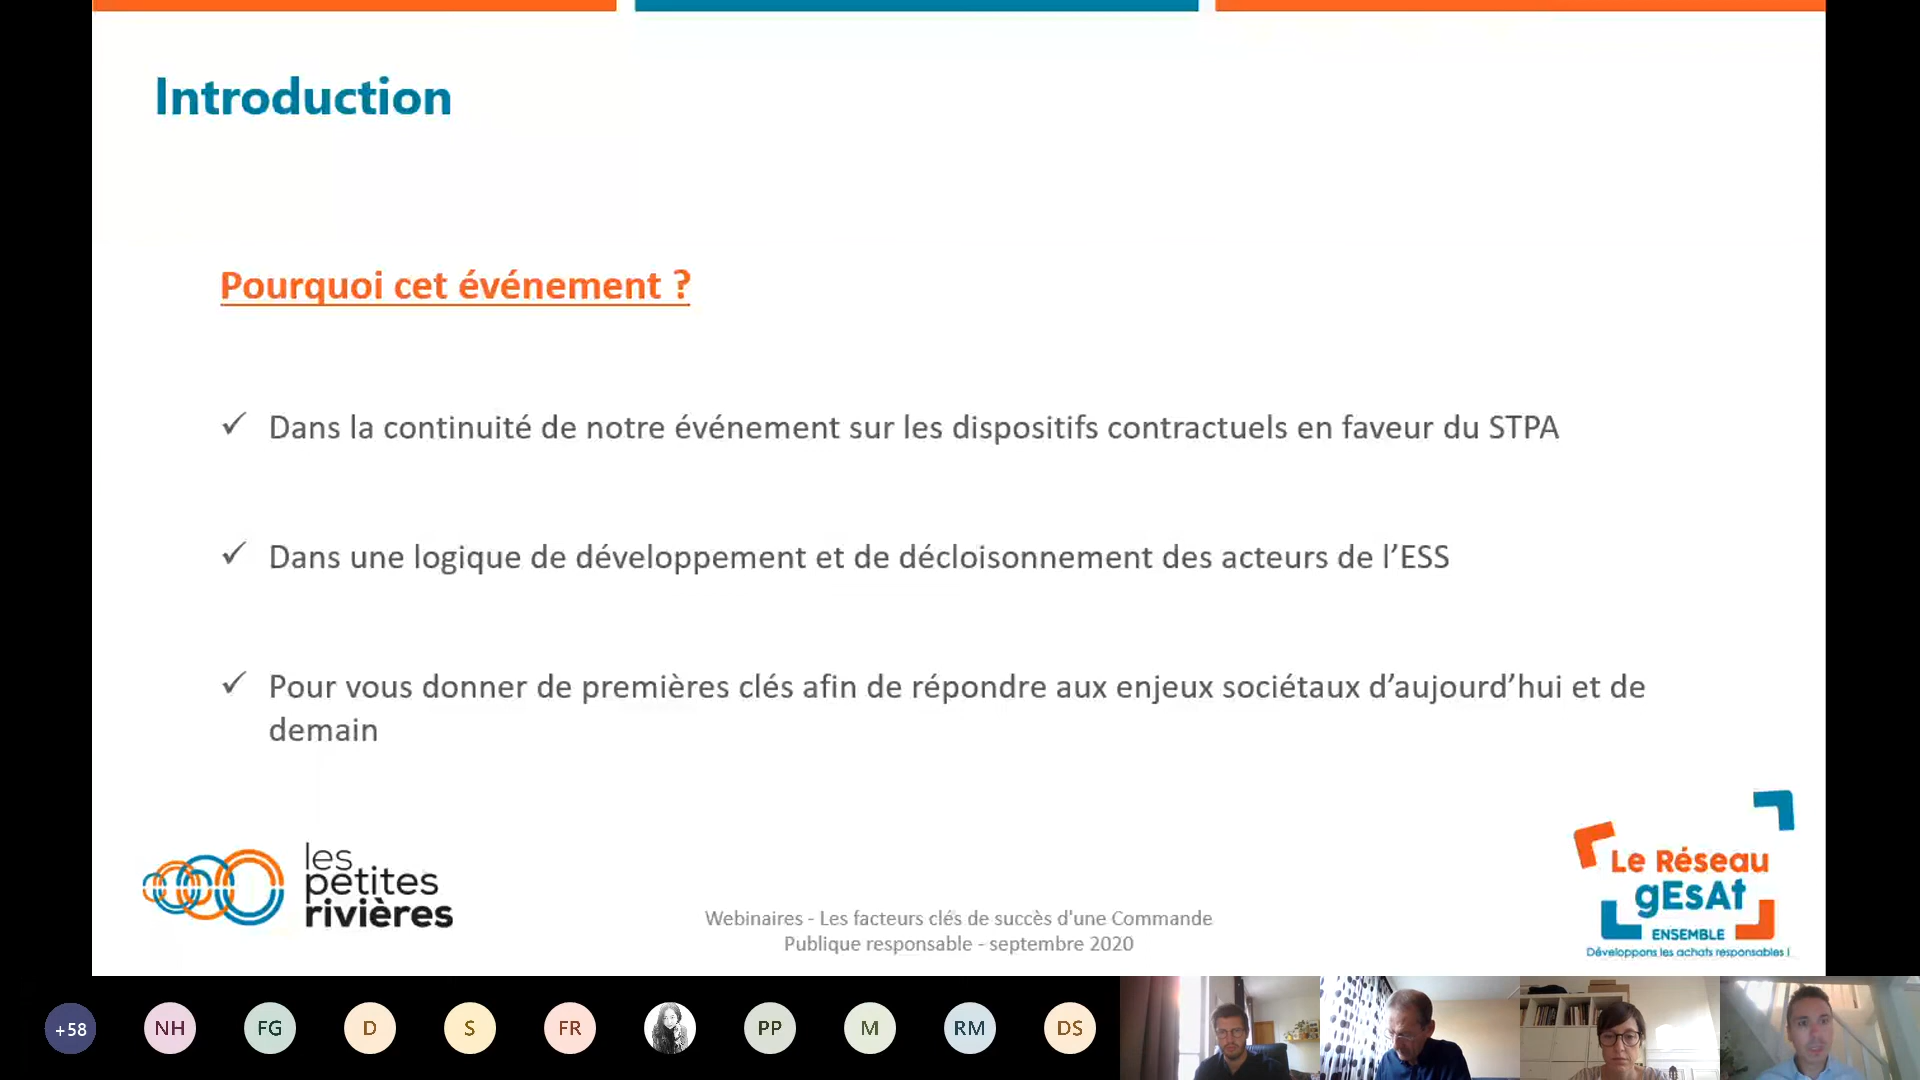 Introduction
Pourquoi cet événement ?
✓ Dans la continuité de notre événement sur les dispositifs contractuels en faveur du STPA
✓ Dans une logique de développement et de décloisonnement des acteurs de l’ESS
✓ Pour vous donner de premières clés afin de répondre aux enjeux sociétaux d’aujourd’hui et de
demain
les
petites
rivières
Webinaires - Les facteurs clés de succès d'une Commande
Publique responsable - septembre 2020
Le Réseau
gEsAt
ENSEMBLE
Développons les achats responsables !
+58
NH
FG
D
S
FR
PP
M
RM
DS